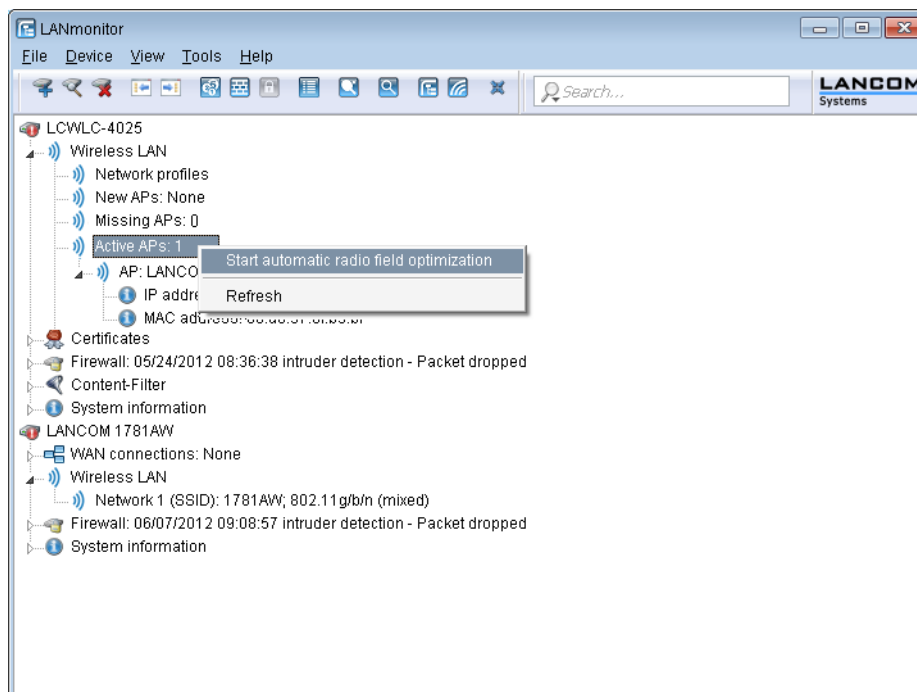 LANmonitor
File Device View Tools Help
Search...
LANCOM
Systems
LCWLC-4025
Wireless LAN
Network profiles
New APs: None
Missing APs: 0
Active APs: 1
Start automatic radio field optimization
AP: LANCO
IP addre
Refresh
MAC
Certificates
Firewall: 05/24/2012 08:36:38 intruder detection - Packet dropped
Content-Filter
System information
LANCOM 1781AW
WAN connections: None
Wireless LAN
Network 1 (SSID): 1781AW; 802.11g/b/n (mixed)
Firewall: 06/07/2012 09:08:57 intruder detection - Packet dropped
System information